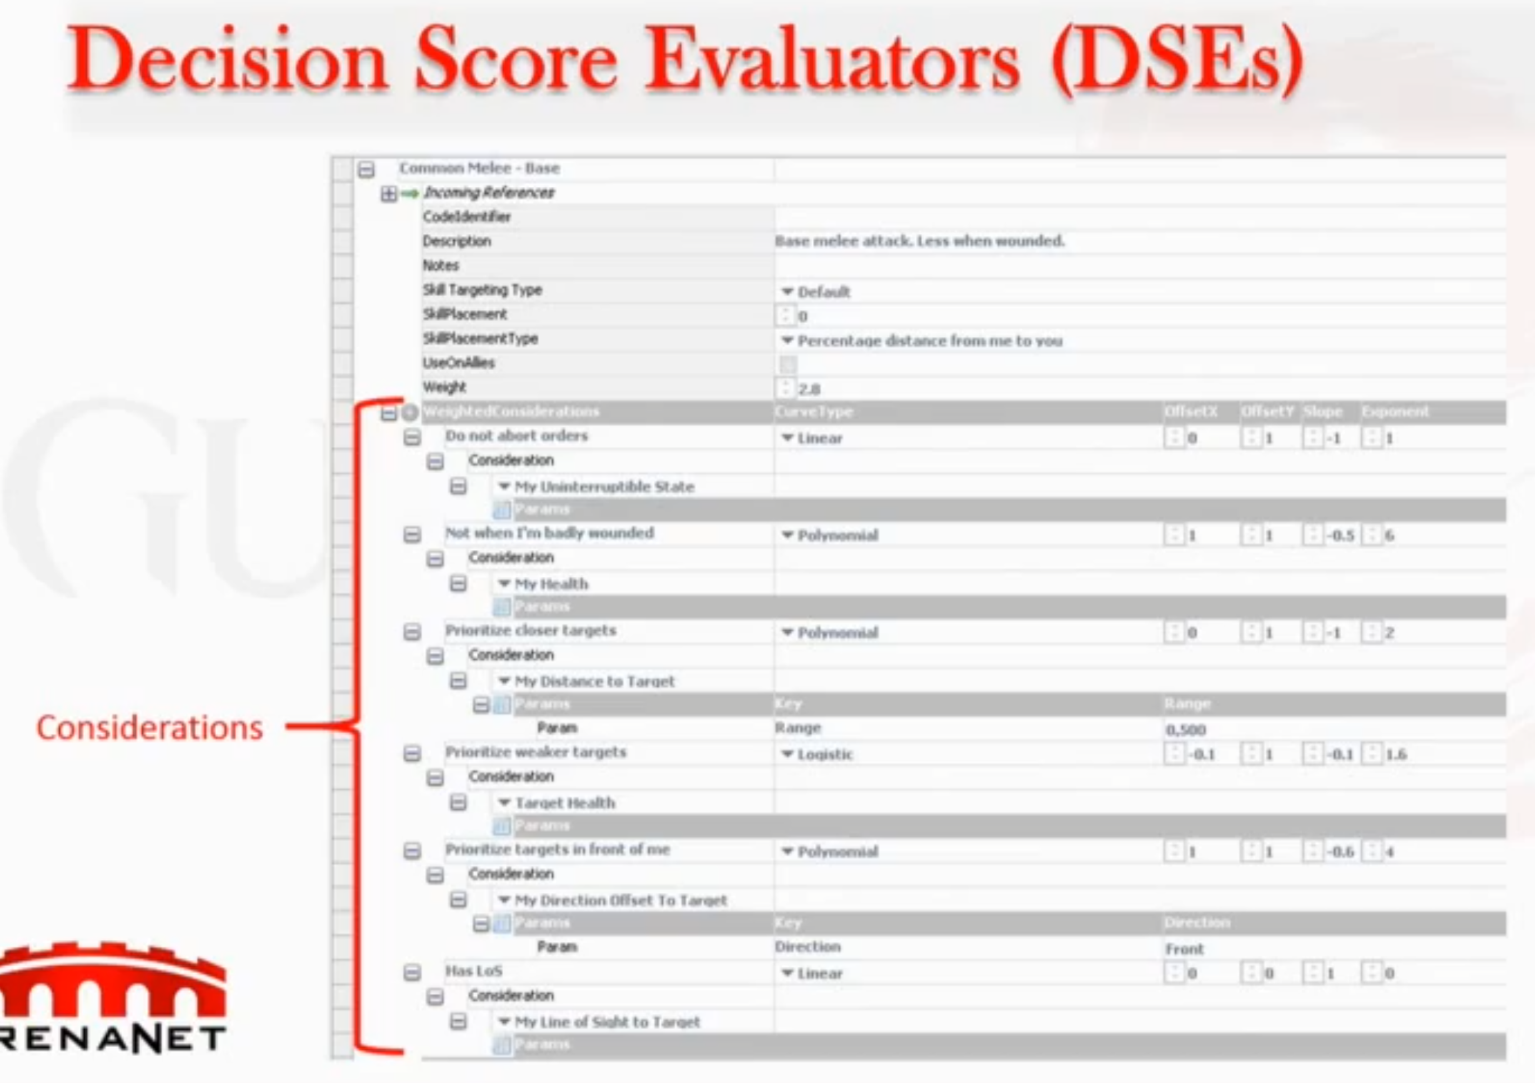 Decision Score Evaluators (DSEs)
Common Melee - Base
Incoming References
CodeIdentifier
Description Base melee attack. Less when wounded.
Notes
Skill Targeting Type Default
SkillPlacement 0
SkillPlacementType Percentage distance from me to you
UseOnAllies
Weight 2.8
WeightedConsiderations CurveType OffsetX OffsetY Slope Exponent
Do not abort orders Linear 0 1 -1 1
Consideration
My Uninterruptible State
Params
Not when I'm badly wounded Polynomial 1 1 -0.5 6
Consideration
My Health
Params
Prioritize closer targets Polynomial 0 1 -1 2
Consideration
My Distance to Target
Params Key Range
Considerations
Param Range 0,500
Prioritize weaker targets Logistic -0.1 1 -0.1 1.6
Consideration
Target Health
Params
Prioritize targets in front of me Polynomial 1 1 -0.6 4
Consideration
My Direction Offset To Target
Params Key Direction
Param Direction Front
Has LoS Linear 0 0 1 0
Consideration
My Line of Sight to Target
Params
GU
RENANET